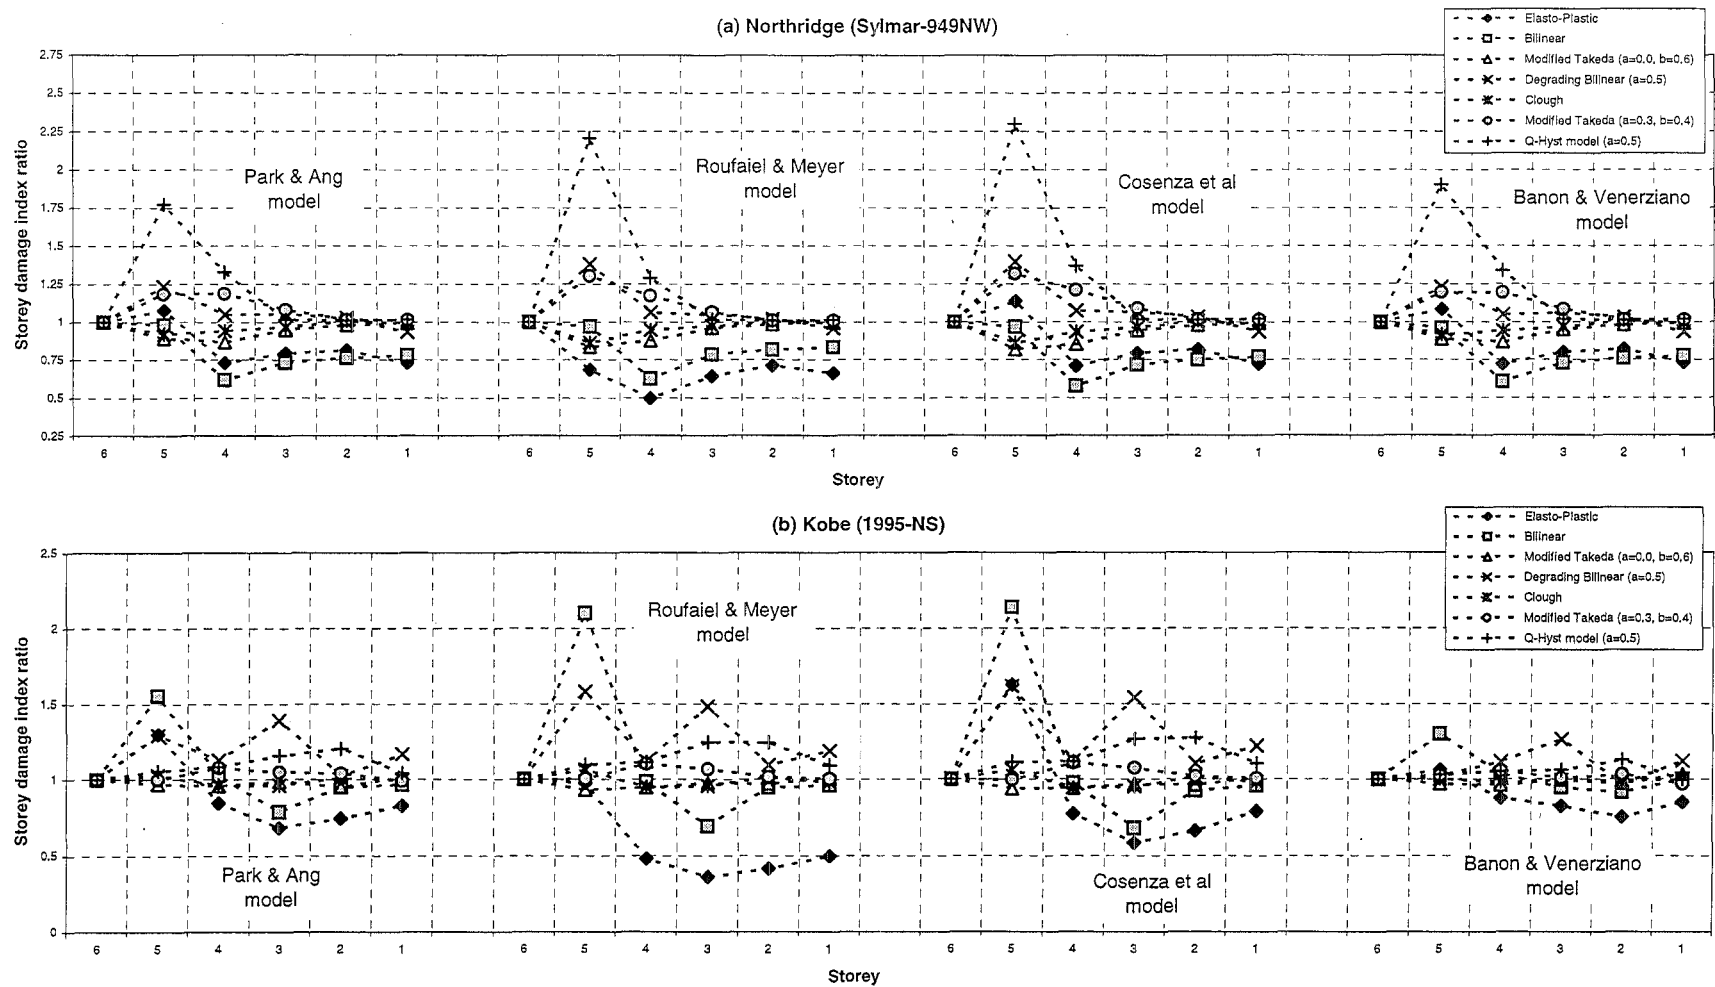 (a) Northridge (Sylmar-949NW)
Elasto-Plastic
Bilinear
Modified Takeda (a=0.0, b=0.6)
Degrading Bilinear (a=0.5)
Clough
Modified Takeda (a=0.3, b=0.4)
Q-Hyst model (a=0.5)
Storey damage index ratio
2.75
2.5
2.25
2
1.75
1.5
1.25
1
0.75
0.5
0.25
Park & Ang
model
Roufaiel & Meyer
model
Cosenza et al
model
Banon & Venerziano
model
6 5 4 3 2 1 6 5 4 3 2 1 6 5 4 3 2 1 6 5 4 3 2 1
Storey
(b) Kobe (1995-NS)
Elasto-Plastic
Bilinear
Modified Takeda (a=0.0, b=0.6)
Degrading Bilinear (a=0.5)
Clough
Modified Takeda (a=0.3, b=0.4)
Q-Hyst model (a=0.5)
Storey damage index ratio
2.5
2
1.5
1
0.5
0
Roufaiel & Meyer
model
Park & Ang
model
Cosenza et al
model
Banon & Venerziano
model
6 5 4 3 2 1 6 5 4 3 2 1 6 5 4 3 2 1 6 5 4 3 2 1
Storey